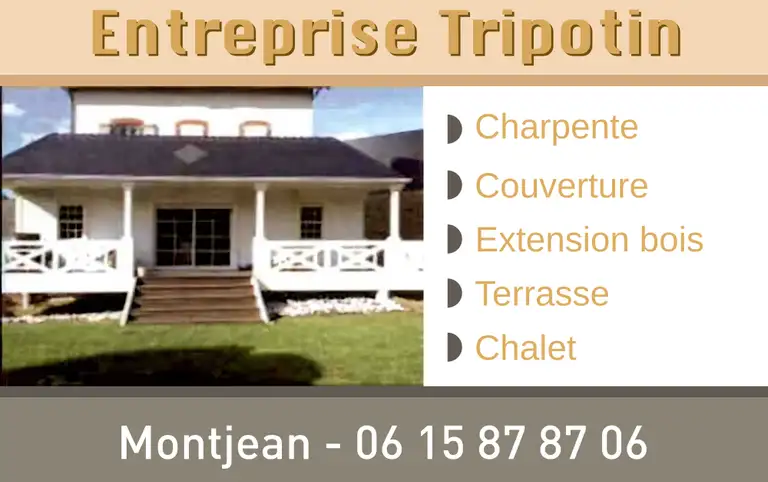 Entreprise Tripotin
Charpente
Couverture
Extension bois
Terrasse
Chalet
Montjean - 06 15 87 87 06